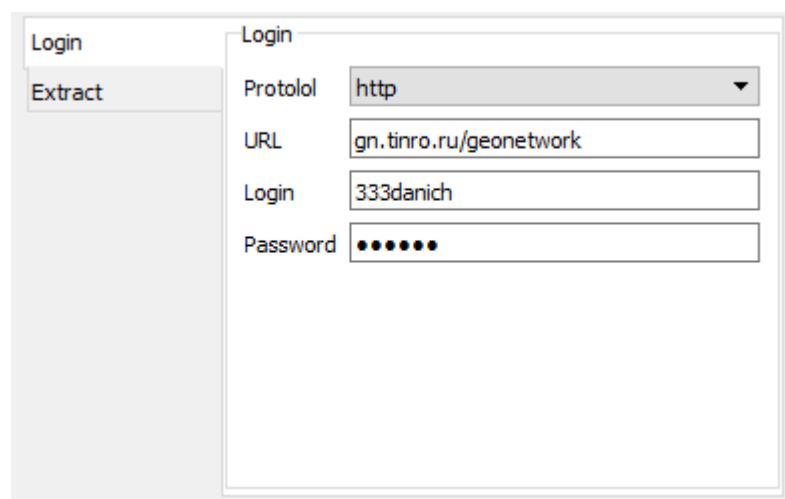 Login
Extract
Login
Protolol http
URL gn.tinro.ru/geonetwork
Login 333danich
Password ●●●●●●